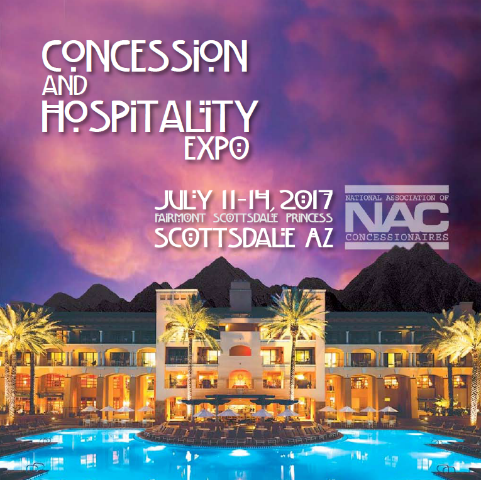 CONCESSION
AND
HOSPITALITY
EXPO
JULY 11-14, 2017
FAIRMONT SCOTTSDALE PRINCESS
SCOTTSDALE AZ
NATIONAL ASSOCIATION OF
NAC
CONCESSIONAIRES